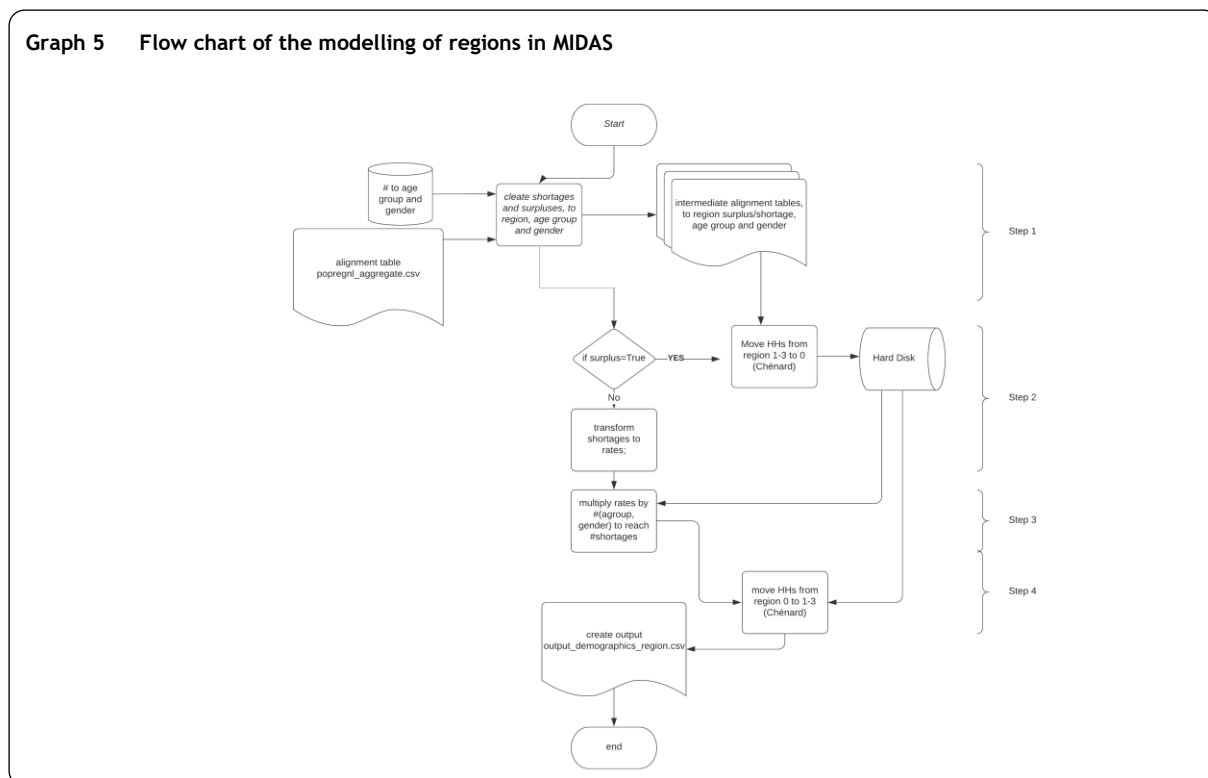 Graph 5 Flow chart of the modelling of regions in MIDAS
Start
# to age
group and
gender
cleate shortages
and surpluses, to
region, age group
and gender
intermediate alignment tables,
to region surplus/shortage,
age group and gender
Step 1
alignment table
popregnl_aggregate.csv
if surplus=True
YES
Move HHs from
region 1-3 to 0
(Chénard)
Hard Disk
Step 2
No
transform
shortages to
rates;
multiply rates by
#(agroup,
gender) to reach
#shortages
Step 3
move HHs from
region 0 to 1-3
(Chénard)
Step 4
create output
output_demographics_region.csv
end